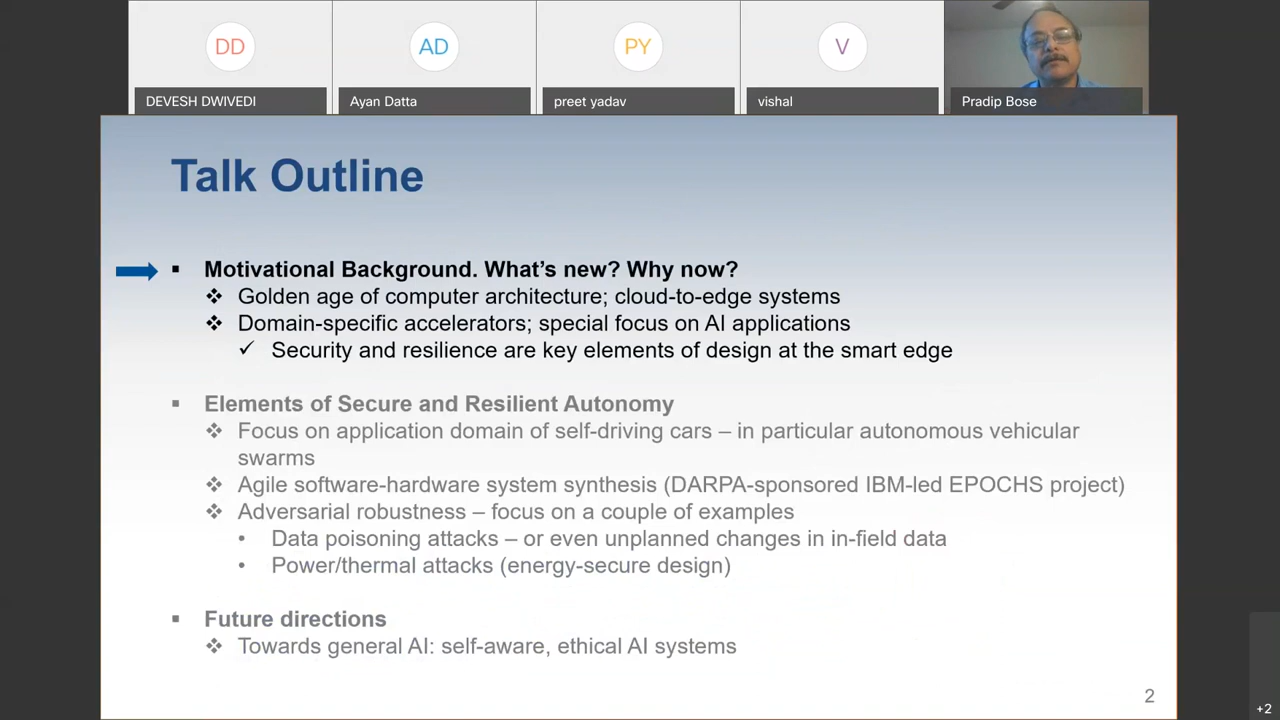 DD
AD
PY
V
DEVESH DWIVEDI
Ayan Datta
preet yadav
vishal
Pradip Bose
Talk Outline
Motivational Background. What's new? Why now?
Golden age of computer architecture; cloud-to-edge systems
Domain-specific accelerators; special focus on AI applications
Security and resilience are key elements of design at the smart edge
Elements of Secure and Resilient Autonomy
Focus on application domain of self-driving cars – in particular autonomous vehicular
swarms
Agile software-hardware system synthesis (DARPA-sponsored IBM-led EPOCHS project)
Adversarial robustness – focus on a couple of examples
Data poisoning attacks – or even unplanned changes in in-field data
Power/thermal attacks (energy-secure design)
Future directions
Towards general AI: self-aware, ethical AI systems
2
+2